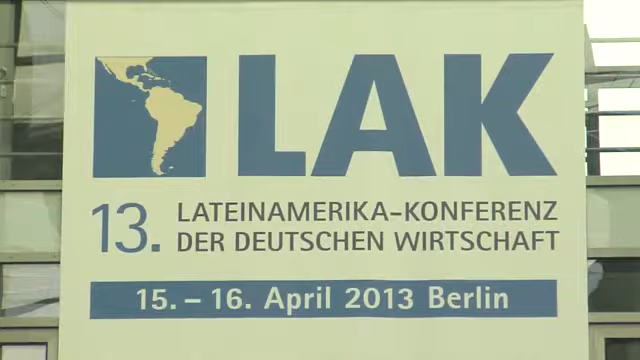 LAK
13. LATEINAMERIKA-KONFERENZ
DER DEUTSCHEN WIRTSCHAFT
15. – 16. April 2013 Berlin